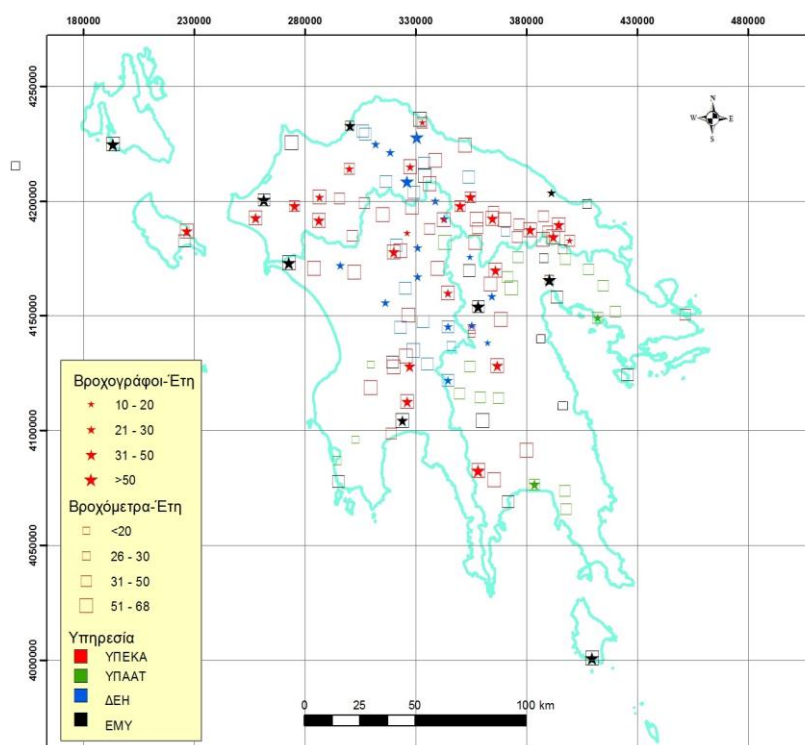 180000 230000 280000 330000 380000 430000 480000
4250000
4200000
4150000
4100000
4050000
4000000
N
W E
S
Βροχογράφοι-Έτη
10 - 20
21 - 30
31 - 50
>50
Βροχόμετρα-Έτη
<20
26 - 30
31 - 50
51 - 68
Υπηρεσία
ΥΠΕΚΑ
ΥΠΑΑΤ
ΔΕΗ
ΕΜΥ
0 25 50 100 km